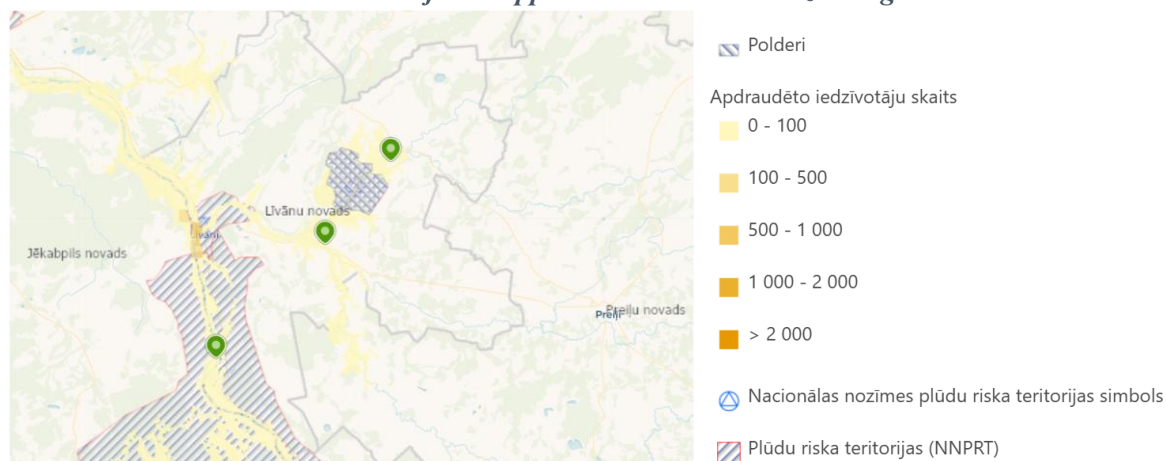 Polderi
Apdraudēto iedzīvotāju skaits
0 - 100
100 - 500
500 - 1 000
1 000 - 2 000
> 2 000
Nacionālas nozīmes plūdu riska teritorijas simbols
Plūdu riska teritorijas (NNPRT)
Līvānu novads
Jēkabpils novads
Preiļu novads
Preiļi